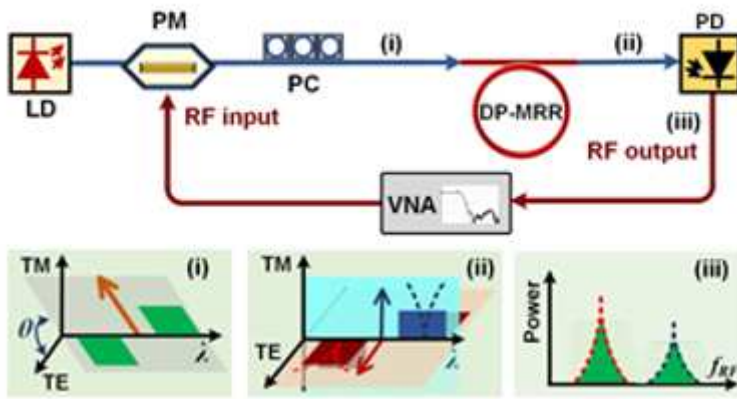 PM
PD
(i)
(ii)
LD
PC
DP-MRR
RF input
(iii)
RF output
VNA
TM
(i)
θ
TE
λ
TM
(ii)
TE
λ
(iii)
Power
fRF